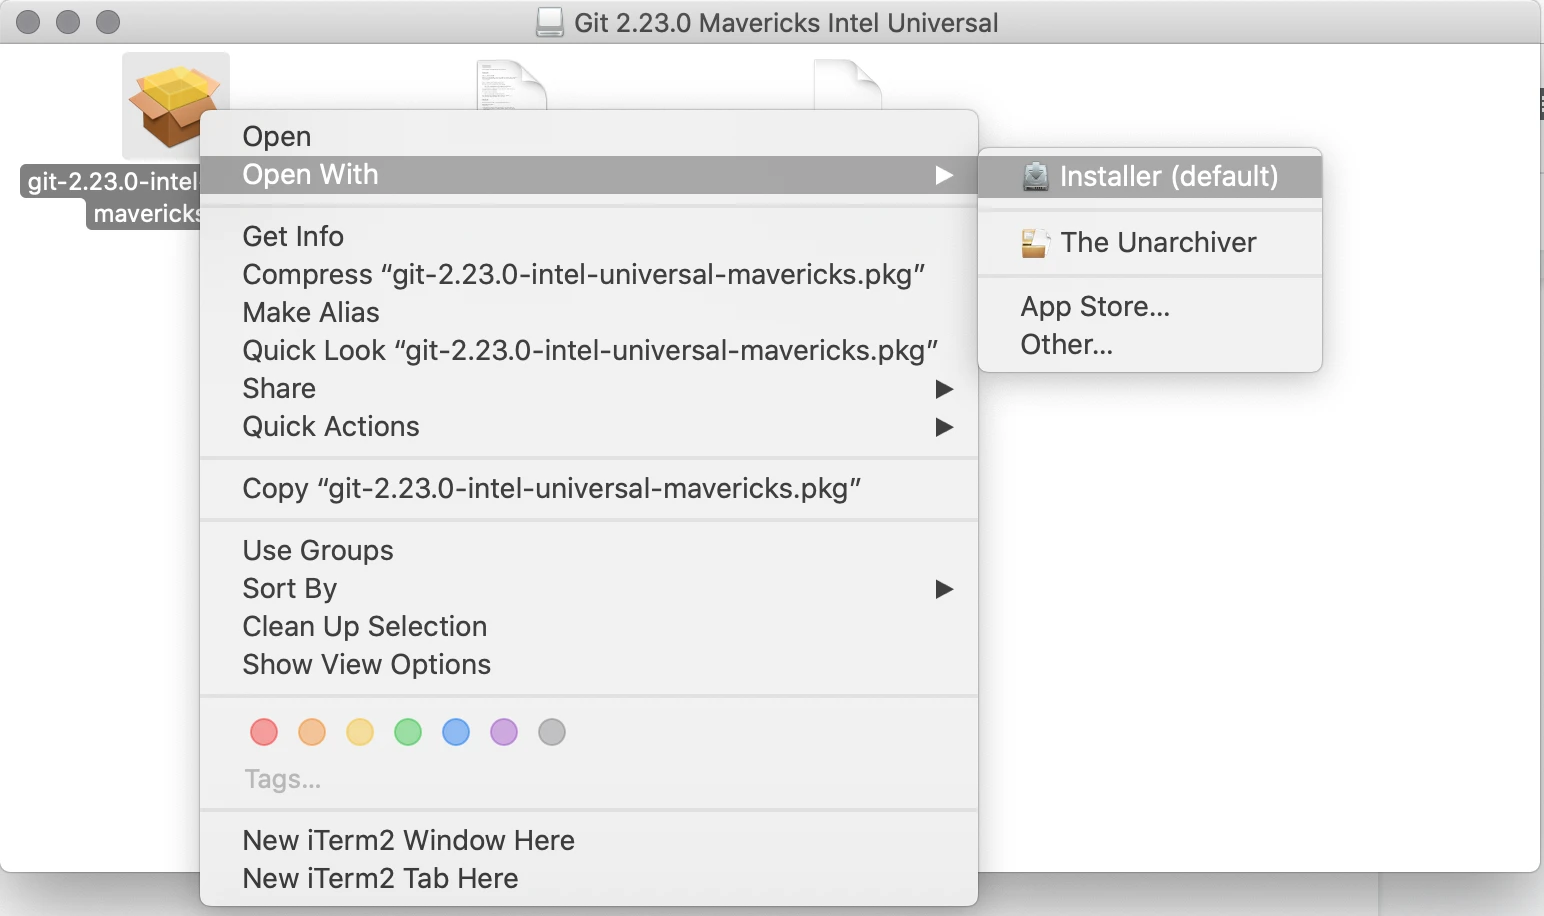 Git 2.23.0 Mavericks Intel Universal
git-2.23.0-intel-
mavericks
Open
Open With
Get Info
Compress “git-2.23.0-intel-universal-mavericks.pkg”
Make Alias
Quick Look “git-2.23.0-intel-universal-mavericks.pkg”
Share
Quick Actions
Copy “git-2.23.0-intel-universal-mavericks.pkg”
Use Groups
Sort By
Clean Up Selection
Show View Options
Tags...
New iTerm2 Window Here
New iTerm2 Tab Here
Installer (default)
The Unarchiver
App Store...
Other...